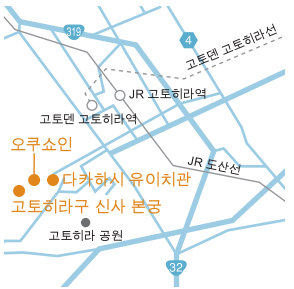 319
4
고토덴 고토히라선
JR 고토히라역
고토덴 고토히라역
오쿠쇼인
JR 도산선
다카하시 유이치관
고토히라구 신사 본궁
고토히라 공원
32